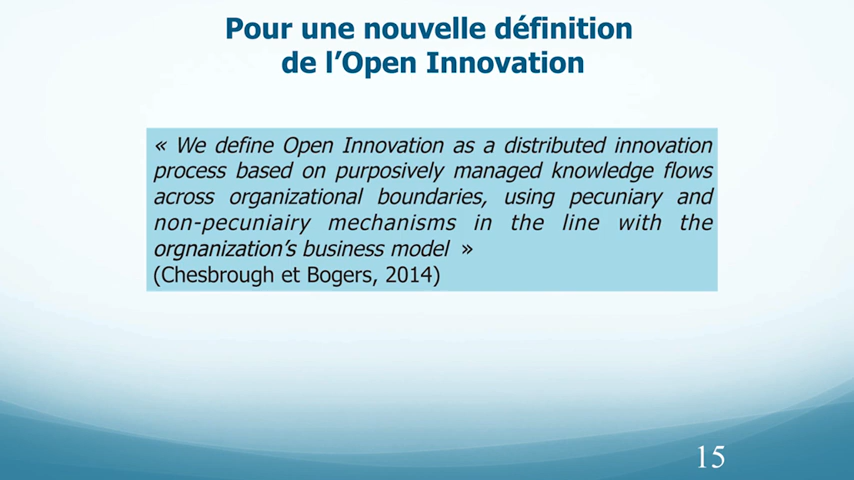 Pour une nouvelle définition
de l’Open Innovation
« We define Open Innovation as a distributed innovation
process based on purposively managed knowledge flows
across organizational boundaries, using pecuniary and
non-pecuniairy mechanisms in the line with the
orgnanization’s business model »
(Chesbrough et Bogers, 2014)
15